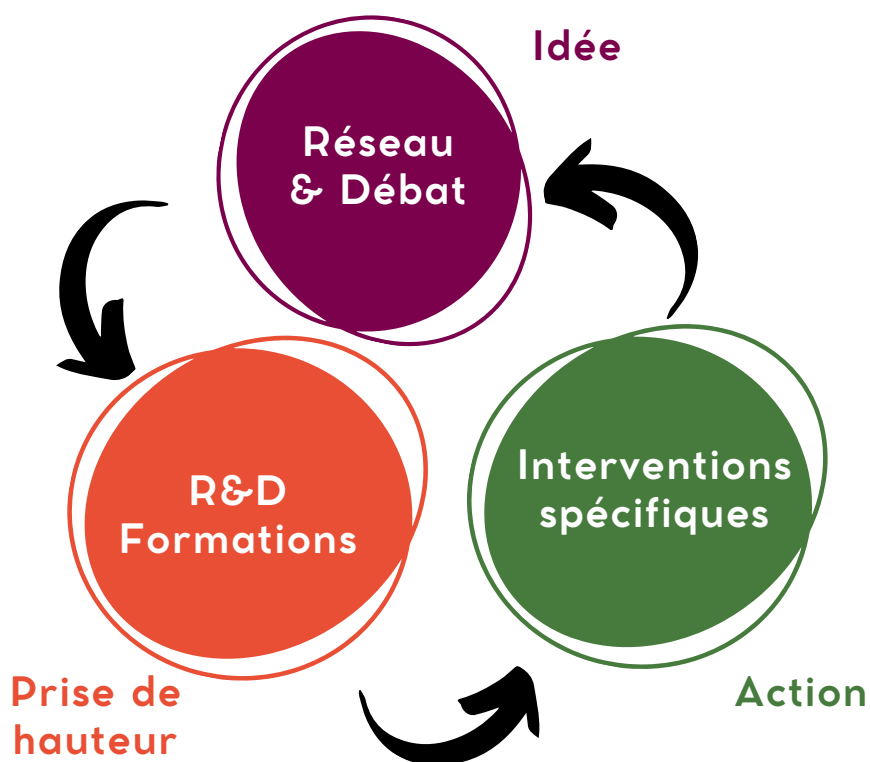 Idée
Réseau
& Débat
R&D
Formations
Interventions
spécifiques
Prise de
hauteur
Action